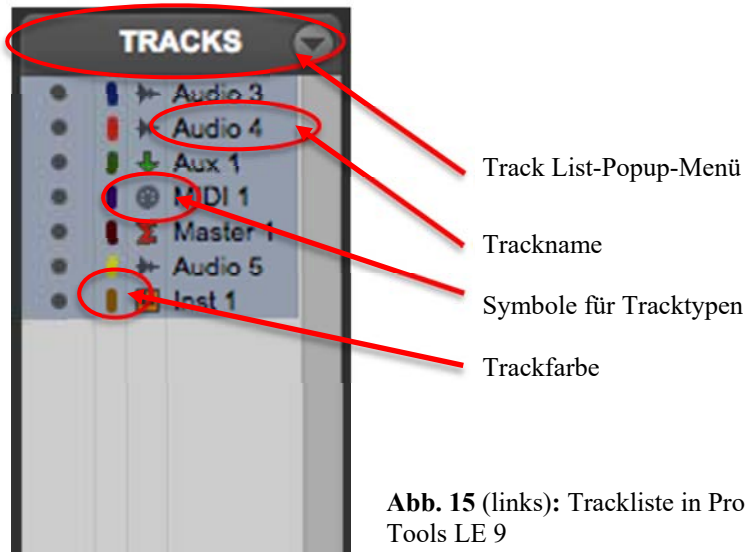 TRACKS
Audio 3
Audio 4
Aux 1
MIDI 1
Master 1
Audio 5
Inst 1
Track List-Popup-Menü
Trackname
Symbole für Tracktypen
Trackfarbe
Abb. 15 (links): Trackliste in Pro
Tools LE 9